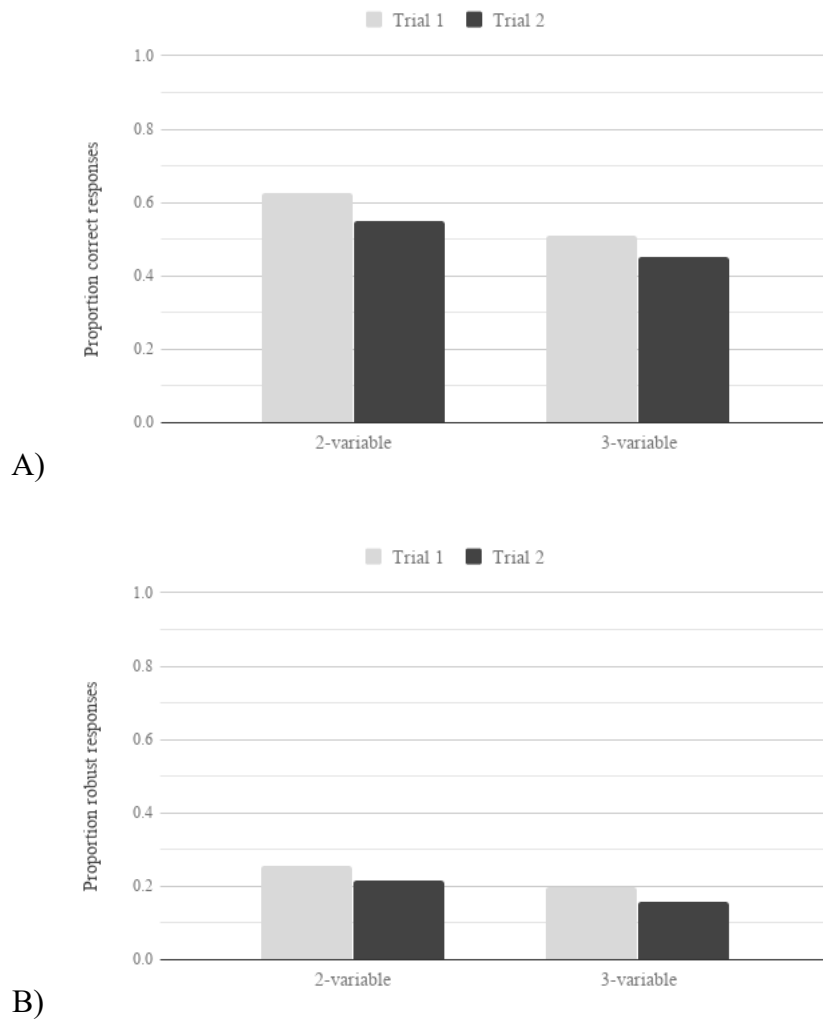 Trial 1 Trial 2
Proportion correct responses
1.0
0.8
0.6
0.4
0.2
0.0
2-variable 3-variable
A)
Trial 1 Trial 2
Proportion robust responses
1.0
0.8
0.6
0.4
0.2
0.0
2-variable 3-variable
B)